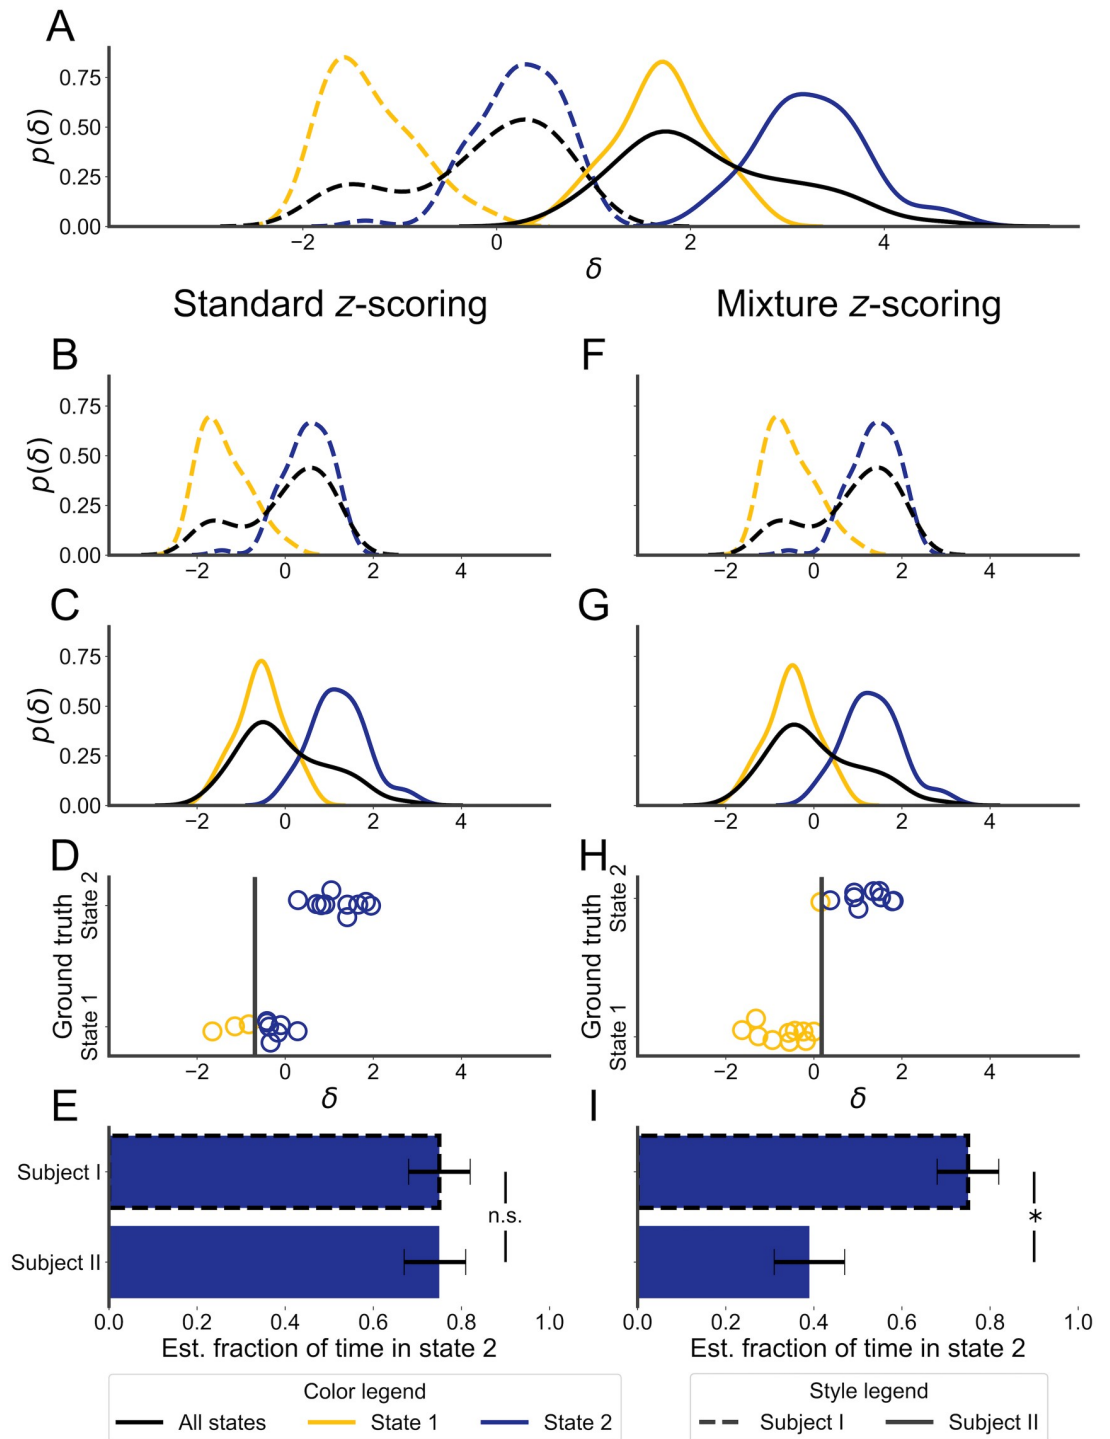 A
p(δ)
0.75
0.50
0.25
0.00
−2 0 2 4
δ
Standard z-scoring
Mixture z-scoring
B
p(δ)
0.75
0.50
0.25
0.00
−2 0 2 4
F
−2 0 2 4
C
p(δ)
0.75
0.50
0.25
0.00
−2 0 2 4
G
−2 0 2 4
D
Ground truth
State 2
State 1
−2 0 2 4
δ
H
Ground truth
State 2
State 1
−2 0 2 4
δ
E
Subject I
Subject II
n.s.
0.0 0.2 0.4 0.6 0.8 1.0
Est. fraction of time in state 2
I
*
0.0 0.2 0.4 0.6 0.8 1.0
Est. fraction of time in state 2
Color legend
All states State 1 State 2
Style legend
Subject I Subject II